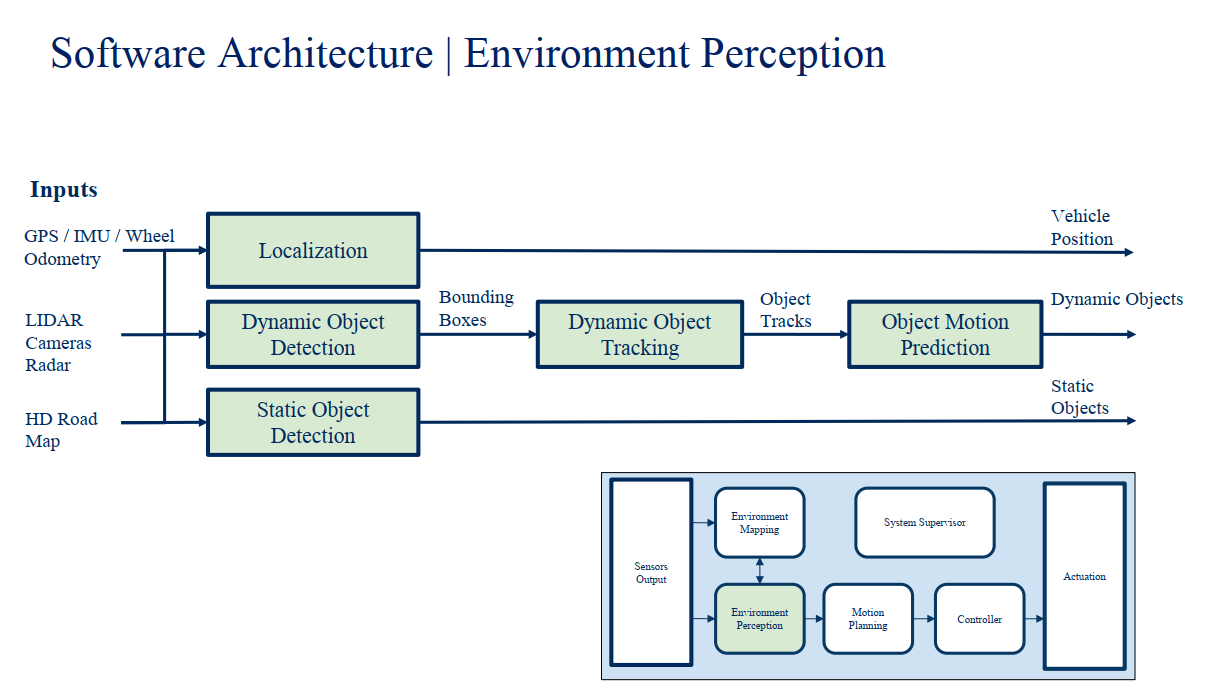 Software Architecture | Environment Perception
Inputs
GPS / IMU / Wheel
Odometry
Localization
Vehicle
Position
LIDAR
Cameras
Radar
Dynamic Object
Detection
Bounding
Boxes
Dynamic Object
Tracking
Object
Tracks
Object Motion
Prediction
Dynamic Objects
HD Road
Map
Static Object
Detection
Static
Objects
Sensors
Output
Environment
Mapping
System Supervisor
Environment
Perception
Motion
Planning
Controller
Actuation